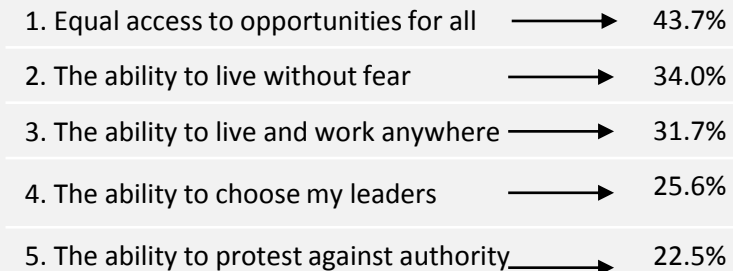 1. Equal access to opportunities for all 43.7%
2. The ability to live without fear 34.0%
3. The ability to live and work anywhere 31.7%
4. The ability to choose my leaders 25.6%
5. The ability to protest against authority 22.5%